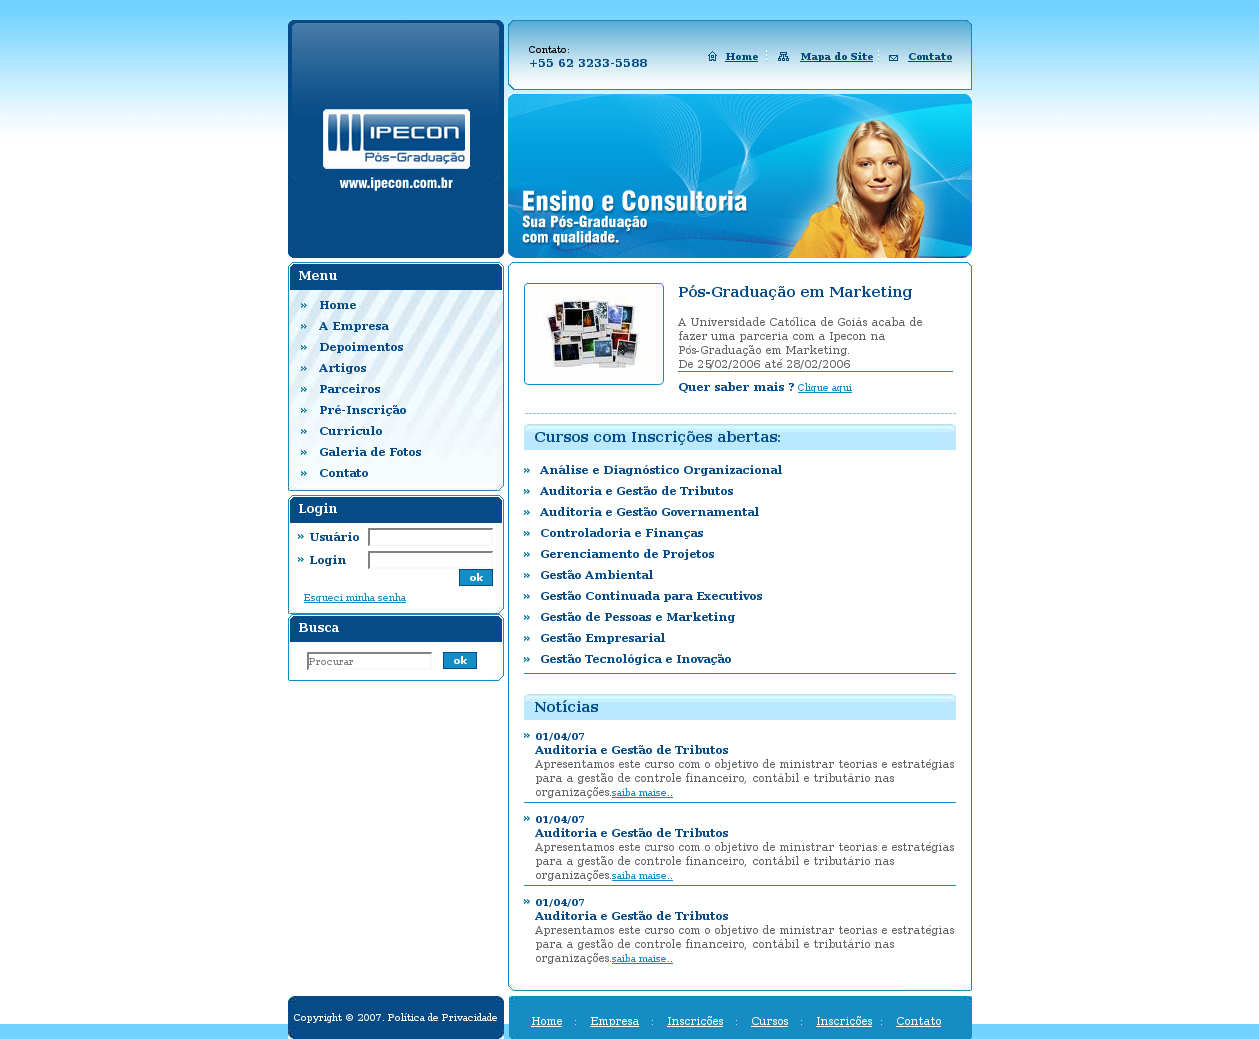 Contato:
+55 62 3233-5588
Home
Mapa do Site
Contato
IPECON
Pós-Graduação
www.ipecon.com.br
Ensino e Consultoria
Sua Pós-Graduação
com qualidade.
Menu
» Home
» A Empresa
» Depoimentos
» Artigos
» Parceiros
» Pré-Inscrição
» Curriculo
» Galeria de Fotos
» Contato
Login
» Usuário
» Login
ok
Esqueci minha senha
Busca
Procurar ok
Pós-Graduação em Marketing
A Universidade Católica de Goiás acaba de
fazer uma parceria com a Ipecon na
Pós-Graduação em Marketing.
De 25/02/2006 até 28/02/2006
Quer saber mais ? Clique aqui
Cursos com Inscrições abertas:
» Análise e Diagnóstico Organizacional
» Auditoria e Gestão de Tributos
» Auditoria e Gestão Governamental
» Controladoria e Finanças
» Gerenciamento de Projetos
» Gestão Ambiental
» Gestão Continuada para Executivos
» Gestão de Pessoas e Marketing
» Gestão Empresarial
» Gestão Tecnológica e Inovação
Notícias
» 01/04/07
Auditoria e Gestão de Tributos
Apresentamos este curso com o objetivo de ministrar teorias e estratégias
para a gestão de controle financeiro, contábil e tributário nas
organizações.saiba maise..
» 01/04/07
Auditoria e Gestão de Tributos
Apresentamos este curso com o objetivo de ministrar teorias e estratégias
para a gestão de controle financeiro, contábil e tributário nas
organizações.saiba maise..
» 01/04/07
Auditoria e Gestão de Tributos
Apresentamos este curso com o objetivo de ministrar teorias e estratégias
para a gestão de controle financeiro, contábil e tributário nas
organizações.saiba maise..
Copyright © 2007. Política de Privacidade
Home : Empresa : Inscrições : Cursos : Inscrições : Contato